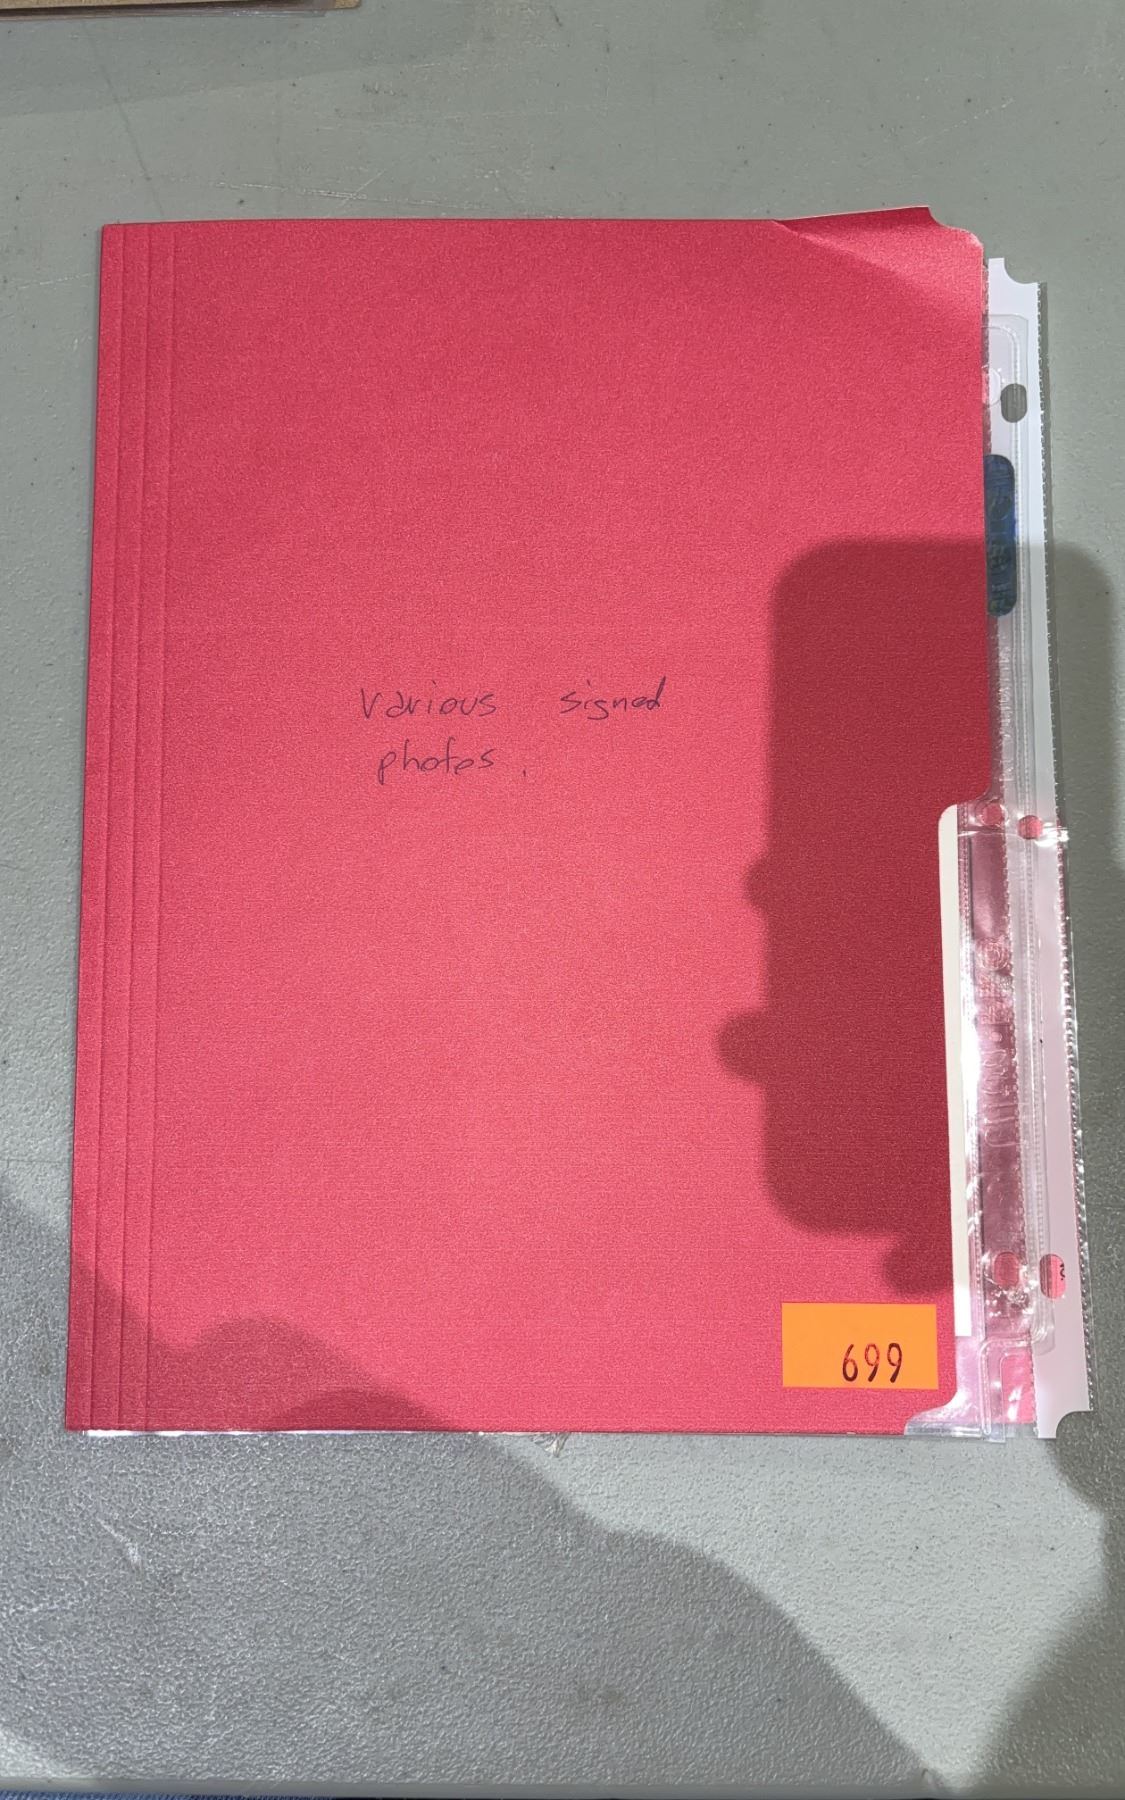 Various signed
photos.
699